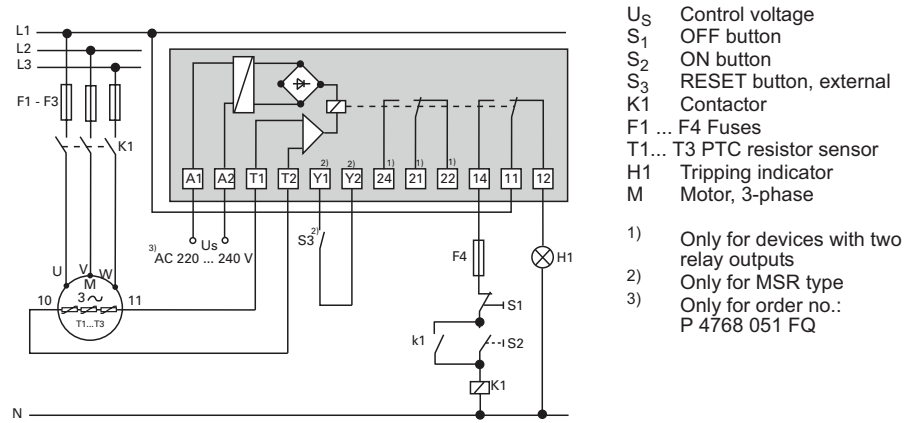 L1
L2
L3
F1 - F3
K1
A1 A2 T1 T2 Y1 Y2 24 21 22 14 11 12
2) 2) 1) 1) 1)
3) Us
AC 220 ... 240 V
S3 2)
F4
H1
U V W
M
3
10 11
T1...T3
S1
k1
S2
K1
N
US Control voltage
S1 OFF button
S2 ON button
S3 RESET button, external
K1 Contactor
F1 ... F4 Fuses
T1... T3 PTC resistor sensor
H1 Tripping indicator
M Motor, 3-phase
1) Only for devices with two
relay outputs
2) Only for MSR type
3) Only for order no.:
P 4768 051 FQ